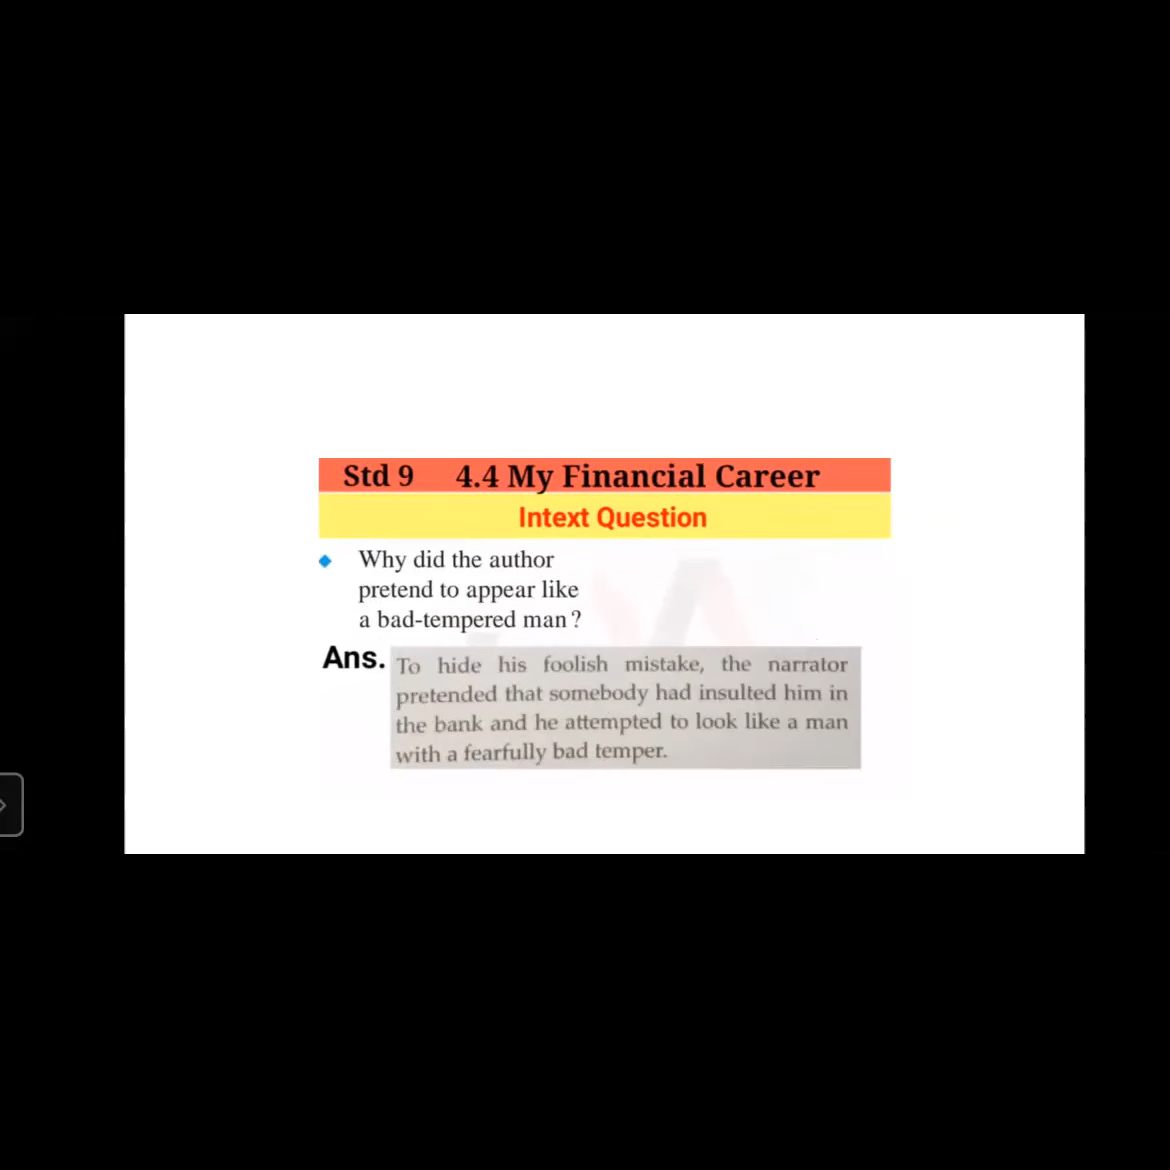 Std 9 4.4 My Financial Career
Intext Question
Why did the author
pretend to appear like
a bad-tempered man?
Ans. To hide his foolish mistake, the narrator
pretended that somebody had insulted him in
the bank and he attempted to look like a man
with a fearfully bad temper.